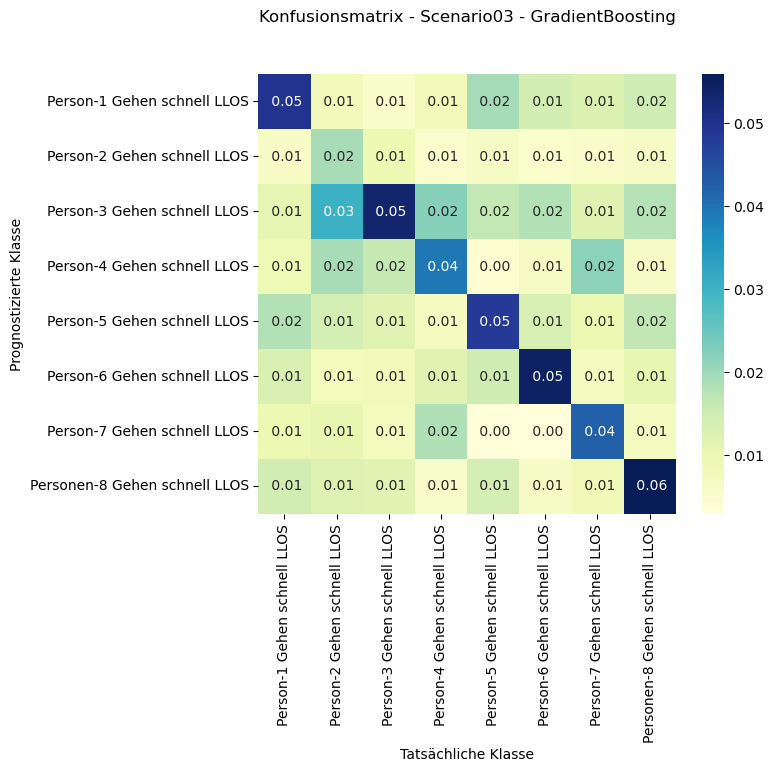 Konfusionsmatrix - Scenario03 - GradientBoosting
Prognostizierte Klasse
Person-1 Gehen schnell LLOS 0.05 0.01 0.01 0.01 0.02 0.01 0.01 0.02
Person-2 Gehen schnell LLOS 0.01 0.02 0.01 0.01 0.01 0.01 0.01 0.01
Person-3 Gehen schnell LLOS 0.01 0.03 0.05 0.02 0.02 0.02 0.01 0.02
Person-4 Gehen schnell LLOS 0.01 0.02 0.02 0.04 0.00 0.01 0.02 0.01
Person-5 Gehen schnell LLOS 0.02 0.01 0.01 0.01 0.05 0.01 0.01 0.02
Person-6 Gehen schnell LLOS 0.01 0.01 0.01 0.01 0.01 0.05 0.01 0.01
Person-7 Gehen schnell LLOS 0.01 0.01 0.01 0.02 0.00 0.00 0.04 0.01
Personen-8 Gehen schnell LLOS 0.01 0.01 0.01 0.01 0.01 0.01 0.01 0.06
Person-1 Gehen schnell LLOS
Person-2 Gehen schnell LLOS
Person-3 Gehen schnell LLOS
Person-4 Gehen schnell LLOS
Person-5 Gehen schnell LLOS
Person-6 Gehen schnell LLOS
Person-7 Gehen schnell LLOS
Personen-8 Gehen schnell LLOS
Tatsächliche Klasse
0.05
0.04
0.03
0.02
0.01